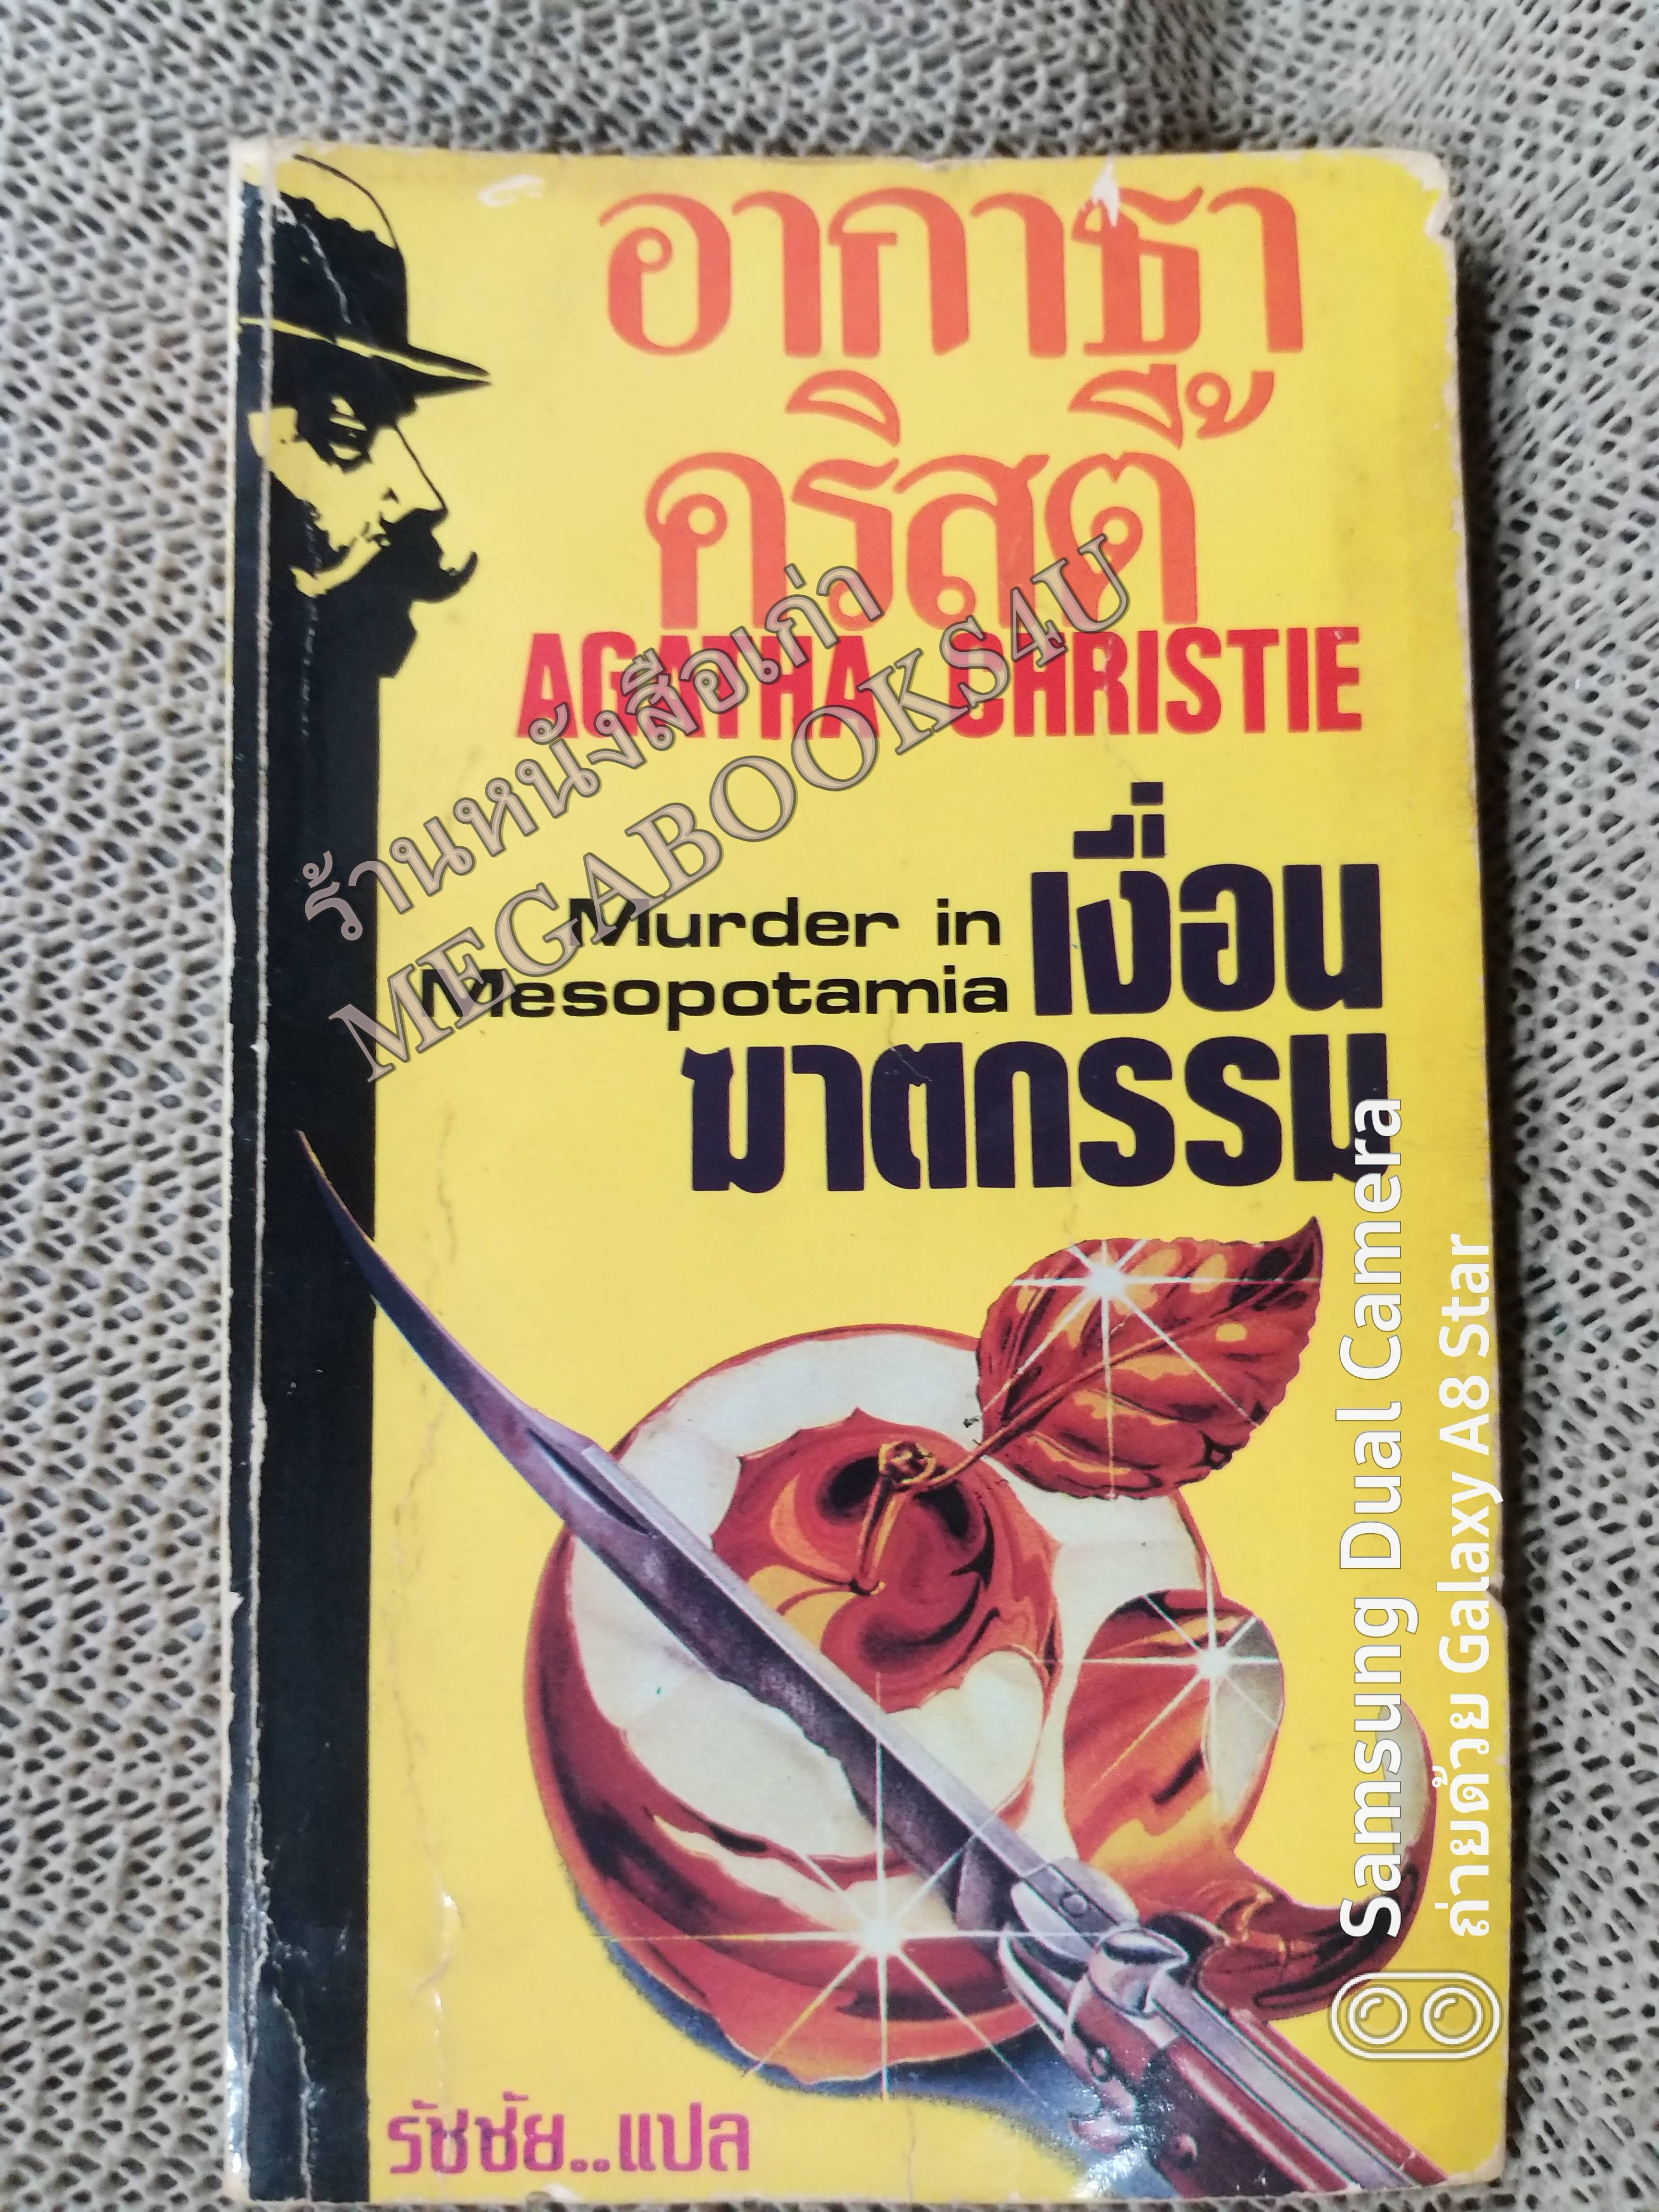 อากาธา
คริสตี้
AGATHA CHRISTIE
ร้านหนังสือเก่า
MEGABOOKS4U
Murder in
Mesopotamia
เงื่อน
ฆาตกรรม
รัชชัย..แปล
Samsung Dual Camera
ถ่ายด้วย Galaxy A8 Star